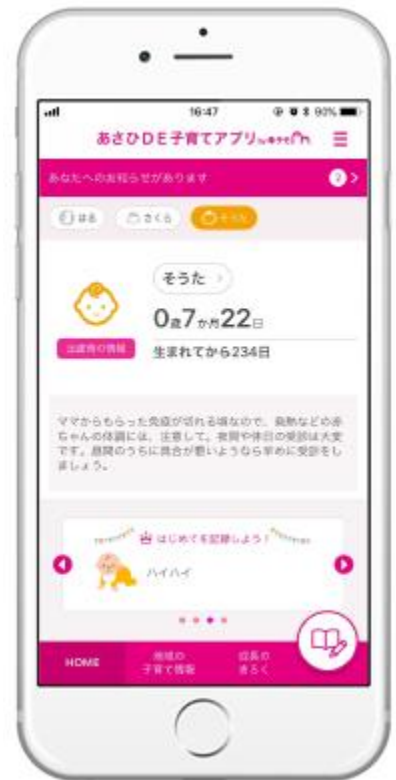 16:47
90%
あさひDE子育てアプリ by母子モ
あなたへのお知らせがあります
2
はる
さくら
そうた
そうた
0歳7か月22日
出産時の情報
生まれてから234日
ママからもらった免疫が切れる頃なので、発熱などの赤
ちゃんの体調には、注意して。夜間や休日の受診は大変
です。昼間のうちに具合が悪いようなら早めに受診をし
ましょう。
はじめてを記録しよう!
ハイハイ
HOME
地域の
子育て情報
成長の
きろく